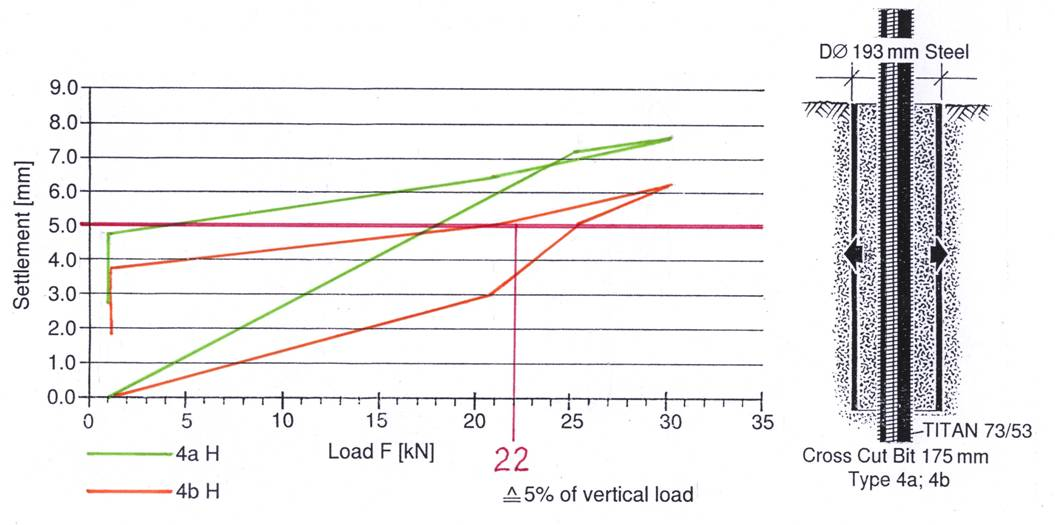 DØ 193 mm Steel
9.0
8.0
7.0
6.0
5.0
4.0
3.0
2.0
1.0
0.0
Settlement [mm]
0 5 10 15 20 25 30 35
Load F [kN]
22
≙ 5% of vertical load
4a H
4b H
TITAN 73/53
Cross Cut Bit 175 mm
Type 4a; 4b